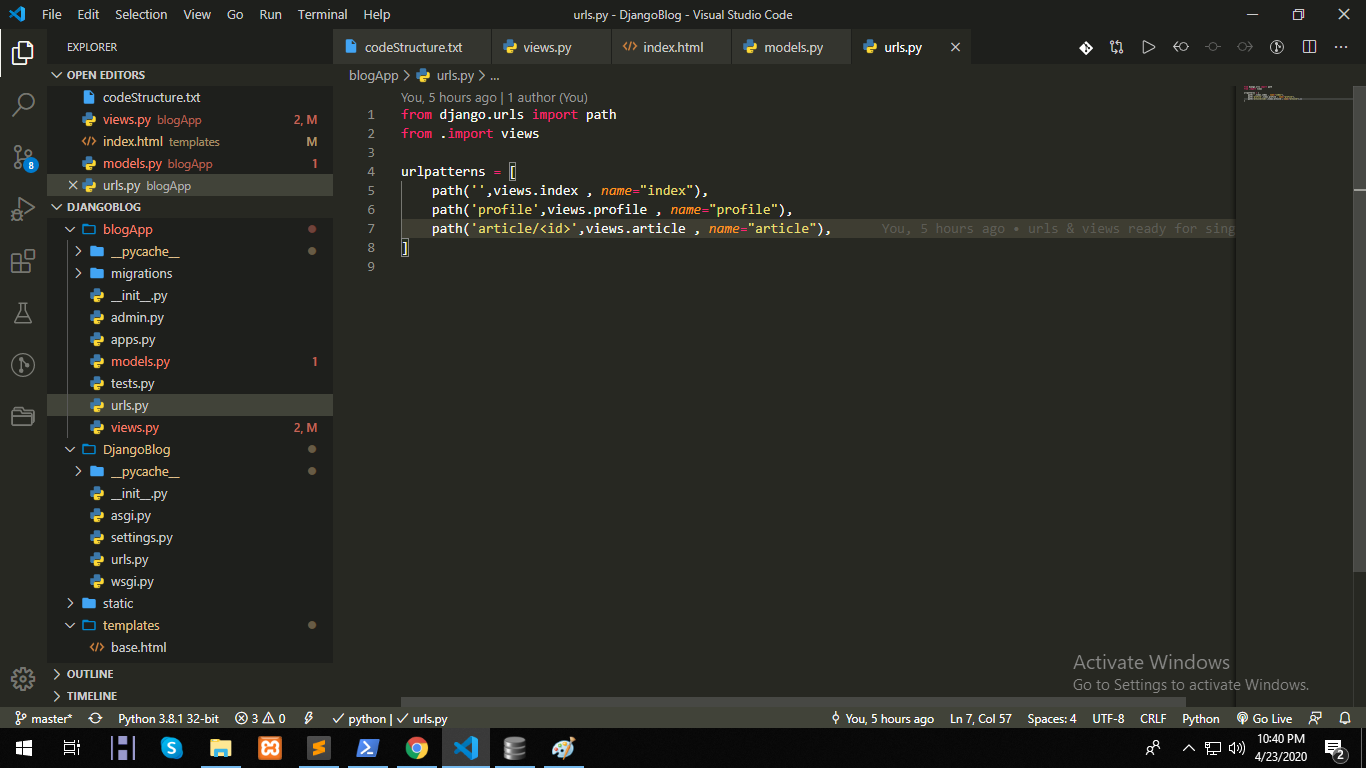 File Edit Selection View Go Run Terminal Help urls.py - DjangoBlog - Visual Studio Code
EXPLORER
OPEN EDITORS
codeStructure.txt
views.py blogApp 2, M
index.html templates M
models.py blogApp 1
urls.py blogApp
DJANGOBLOG
blogApp
__pycache__
migrations
__init__.py
admin.py
apps.py
models.py 1
tests.py
urls.py
views.py 2, M
DjangoBlog
__pycache__
__init__.py
asgi.py
settings.py
urls.py
wsgi.py
static
templates
base.html
OUTLINE
TIMELINE
8
codeStructure.txt views.py index.html models.py urls.py
blogApp > urls.py > ...
You, 5 hours ago | 1 author (You)
1 from django.urls import path
2 from .import views
3
4 urlpatterns = [
5 path('',views.index , name="index"),
6 path('profile',views.profile , name="profile"),
7 path('article/<id>',views.article , name="article"), You, 5 hours ago • urls & views ready for sing
8 ]
9
Activate Windows
Go to Settings to activate Windows.
master* Python 3.8.1 32-bit 3 0 python | urls.py You, 5 hours ago Ln 7, Col 57 Spaces: 4 UTF-8 CRLF Python Go Live
10:40 PM
4/23/2020
2